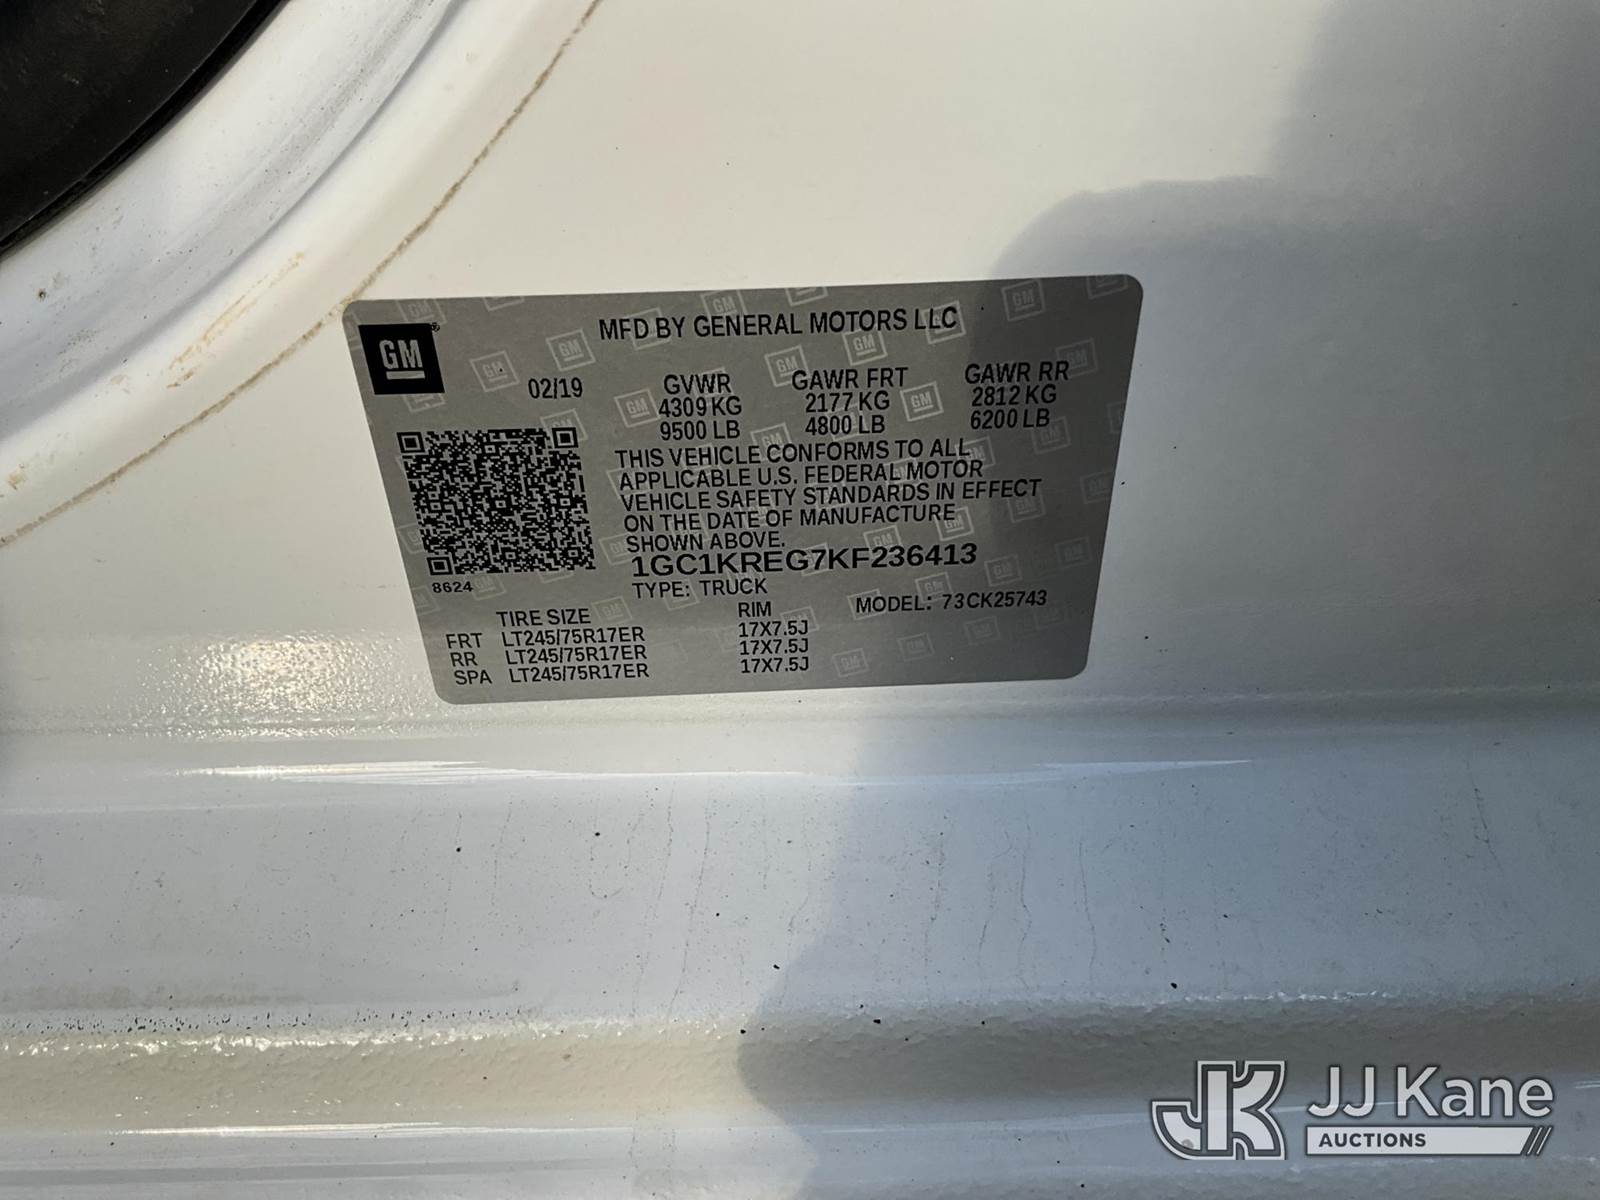 MFD BY GENERAL MOTORS LLC
GM®
02/19 GVWR GAWR FRT GAWR RR
4309 KG 2177 KG 2812 KG
9500 LB 4800 LB 6200 LB
THIS VEHICLE CONFORMS TO ALL
APPLICABLE U.S. FEDERAL MOTOR
VEHICLE SAFETY STANDARDS IN EFFECT
ON THE DATE OF MANUFACTURE
SHOWN ABOVE.
1GC1KREG7KF236413
8624 TYPE: TRUCK
TIRE SIZE RIM MODEL: 73CK25743
FRT LT245/75R17ER 17X7.5J
RR LT245/75R17ER 17X7.5J
SPA LT245/75R17ER 17X7.5J
JK JJ Kane
AUCTIONS